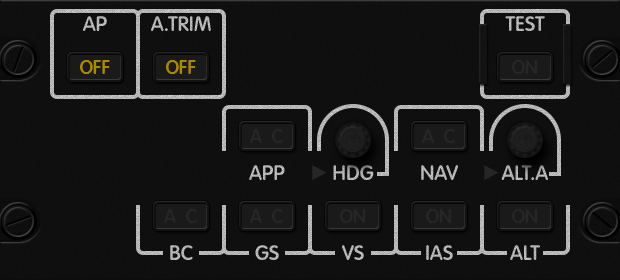 AP A.TRIM TEST
OFF OFF ON
A C A C
APP HDG NAV ALT.A
A C A C ON ON ON
BC GS VS IAS ALT